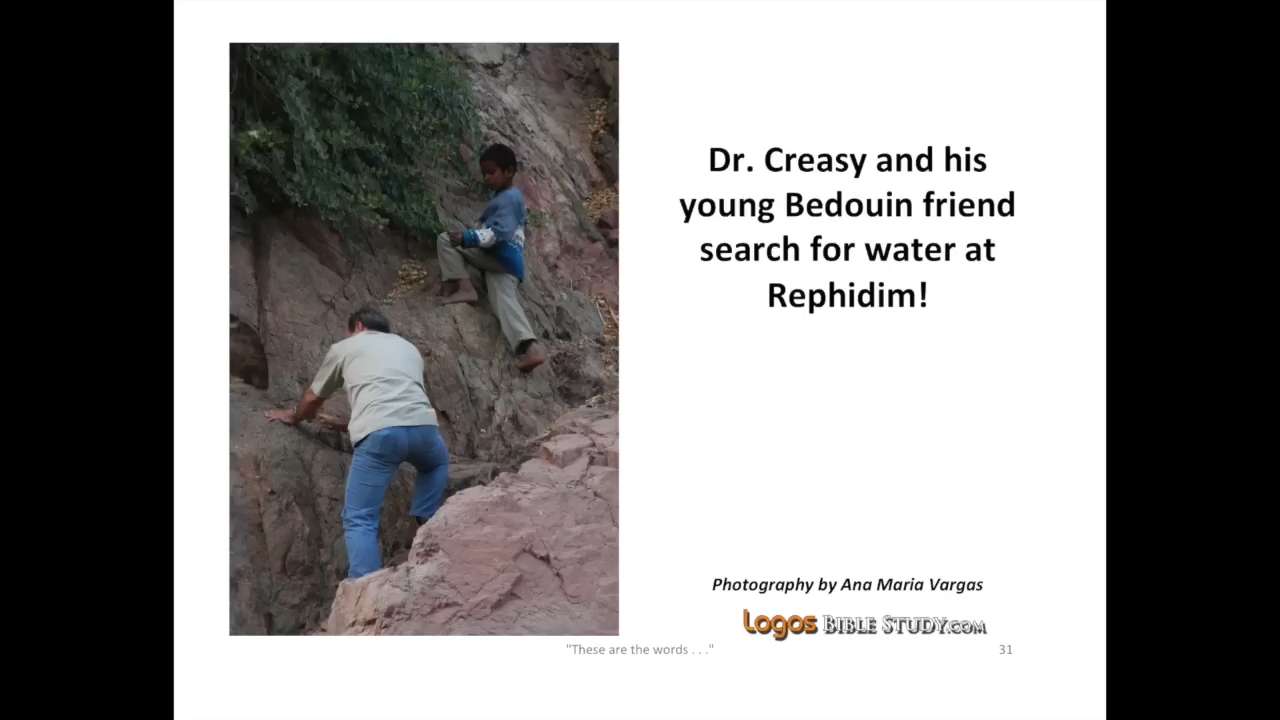 Dr. Creasy and his
young Bedouin friend
search for water at
Rephidim!
Photography by Ana Maria Vargas
Logos BIBLE STUDY.COM
"These are the words . . ."
31